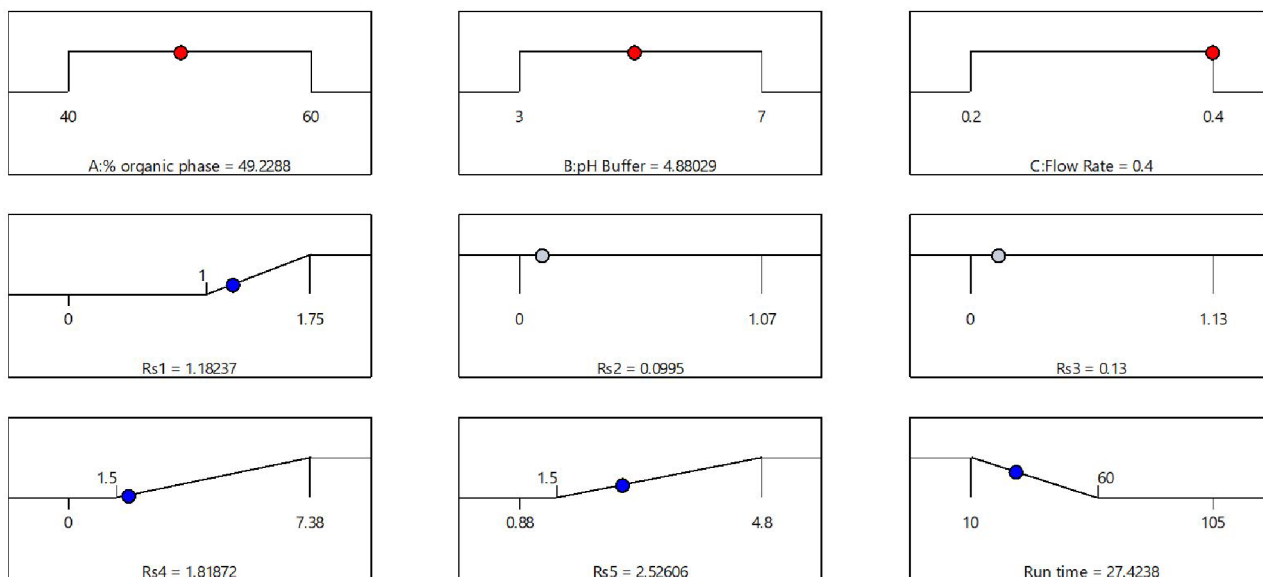 40 60
A:% organic phase = 49.2288
3 7
B:pH Buffer = 4.88029
0.2 0.4
C:Flow Rate = 0.4
1
0 1.75
Rs1 = 1.18237
0 1.07
Rs2 = 0.0995
0 1.13
Rs3 = 0.13
1.5
0 7.38
Rs4 = 1.81872
1.5
0.88 4.8
Rs5 = 2.52606
60
10 105
Run time = 27.4238